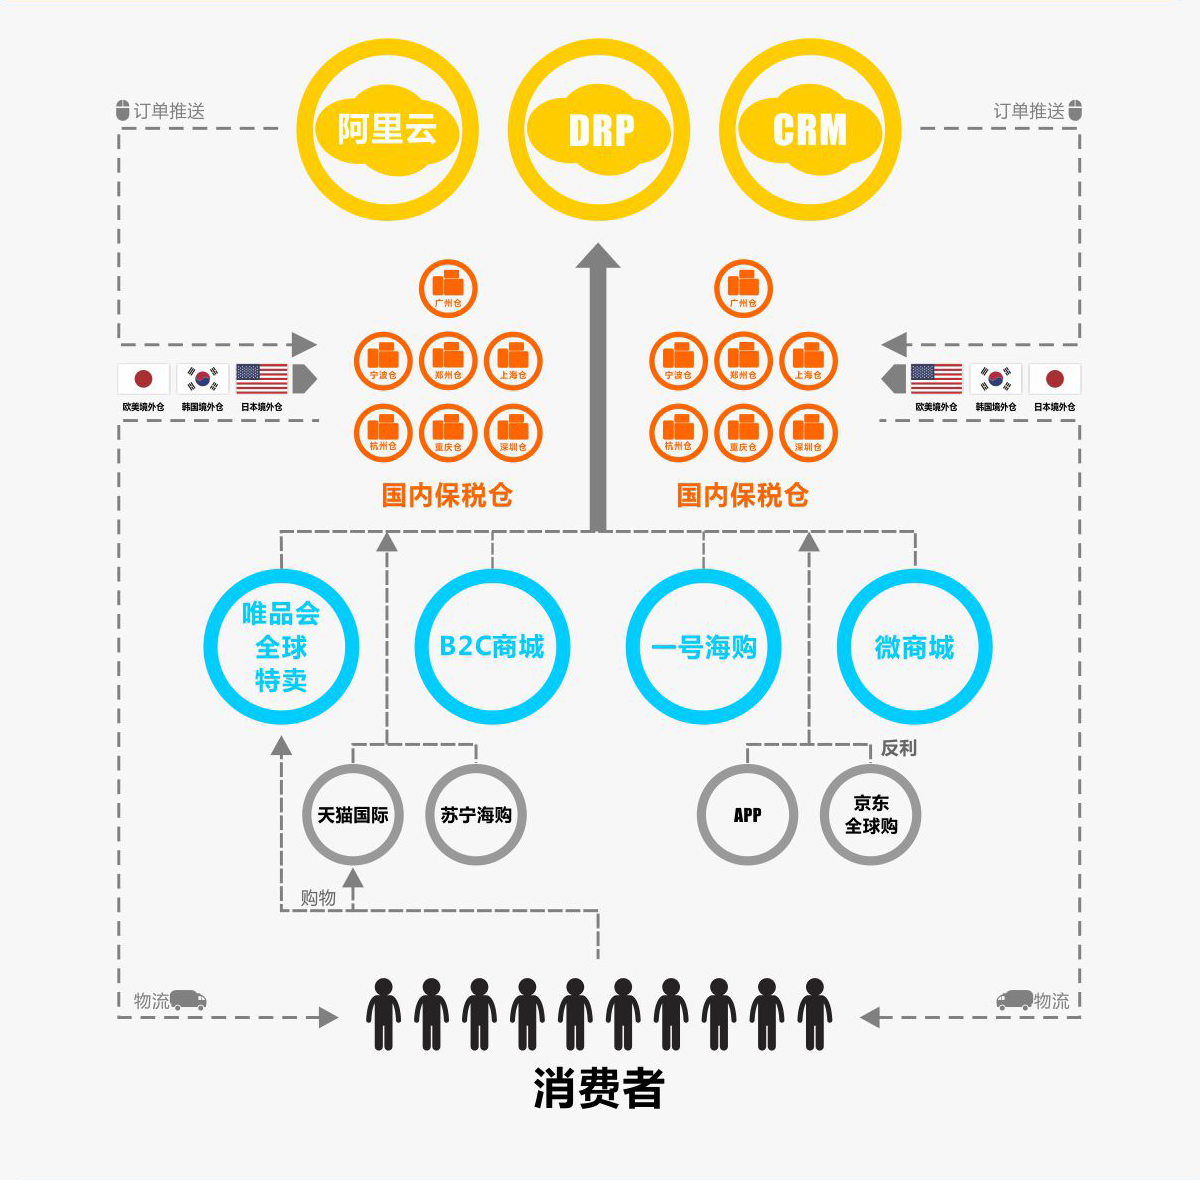 订单推送
订单推送
阿里云
DRP
CRM
广州仓
广州仓
宁波仓
郑州仓
上海仓
宁波仓
郑州仓
上海仓
欧美境外仓
韩国境外仓
日本境外仓
欧美境外仓
韩国境外仓
日本境外仓
杭州仓
重庆仓
深圳仓
杭州仓
重庆仓
深圳仓
国内保税仓
国内保税仓
唯品会
全球
特卖
B2C商城
一号海购
微商城
反利
天猫国际
苏宁海购
APP
京东
全球购
购物
物流
物流
消费者